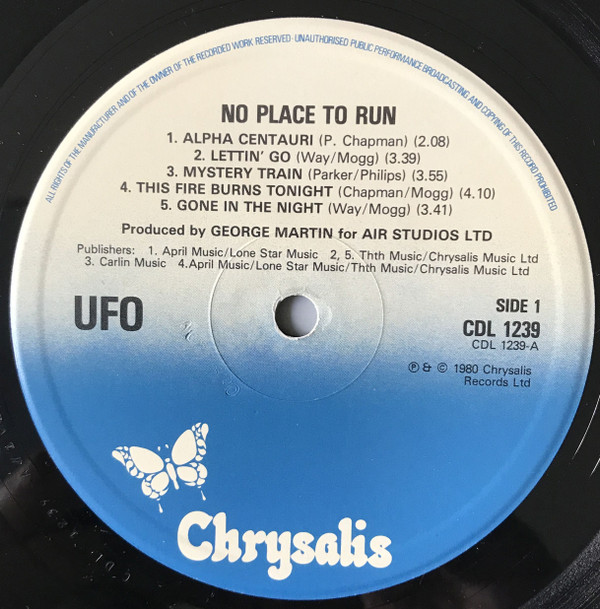 ALL RIGHTS OF THE MANUFACTURER AND OF THE OWNER OF THE RECORDED WORK RESERVED · UNAUTHORISED PUBLIC PERFORMANCE BROADCASTING AND COPYING OF THIS RECORD PROHIBITED
NO PLACE TO RUN
1. ALPHA CENTAURI (P. Chapman) (2.08)
2. LETTIN' GO (Way/Mogg) (3.39)
3. MYSTERY TRAIN (Parker/Philips) (3.55)
4. THIS FIRE BURNS TONIGHT (Chapman/Mogg) (4.10)
5. GONE IN THE NIGHT (Way/Mogg) (3.41)
Produced by GEORGE MARTIN for AIR STUDIOS LTD
Publishers: 1. April Music/Lone Star Music 2, 5. Thth Music/Chrysalis Music Ltd
3. Carlin Music 4.April Music/Lone Star Music/Thth Music/Chrysalis Music Ltd
UFO
SIDE 1
CDL 1239
CDL 1239-A
℗ & © 1980 Chrysalis
Records Ltd
Chrysalis